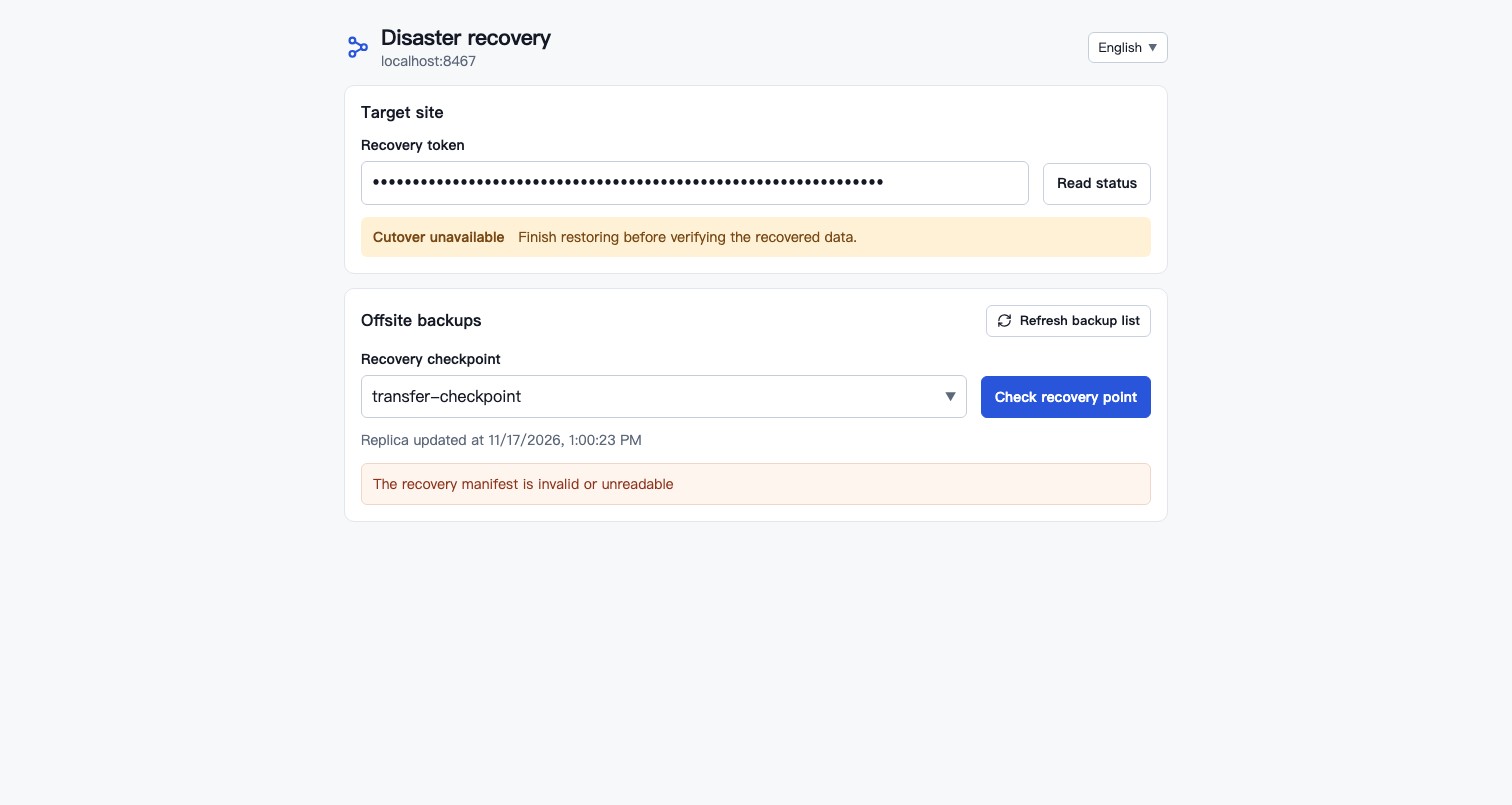 Disaster recovery
localhost:8467
English
Target site
Recovery token
••••••••••••••••••••••••••••••••••••••••••••••••••••••••••••••••
Read status
Cutover unavailable Finish restoring before verifying the recovered data.
Offsite backups
Refresh backup list
Recovery checkpoint
transfer-checkpoint
Check recovery point
Replica updated at 11/17/2026, 1:00:23 PM
The recovery manifest is invalid or unreadable